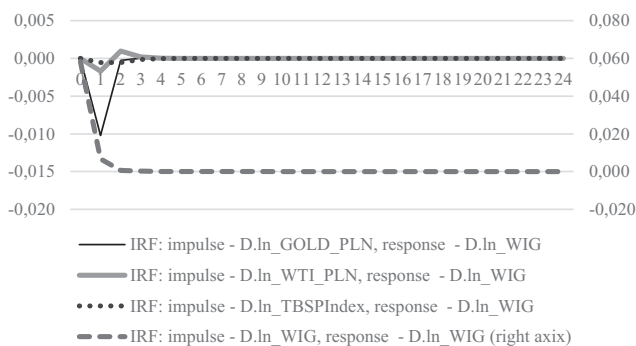 0,005 0,080
0,000 0,060
0 1 2 3 4 5 6 7 8 9 10 11 12 13 14 15 16 17 18 19 20 21 22 23 24
-0,005 0,040
-0,010 0,020
-0,015 0,000
-0,020 -0,020
IRF: impulse - D.ln_GOLD_PLN, response - D.ln_WIG
IRF: impulse - D.ln_WTI_PLN, response - D.ln_WIG
IRF: impulse - D.ln_TBSPIndex, response - D.ln_WIG
IRF: impulse - D.ln_WIG, response - D.ln_WIG (right axis)